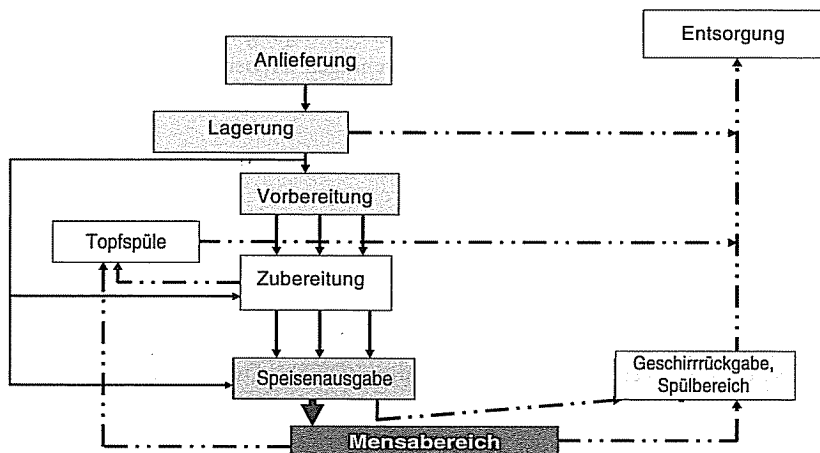 Entsorgung
Anlieferung
Lagerung
Vorbereitung
Topfspüle
Zubereitung
Speisenausgabe
Geschirrrückgabe,
Spülbereich
Mensabereich